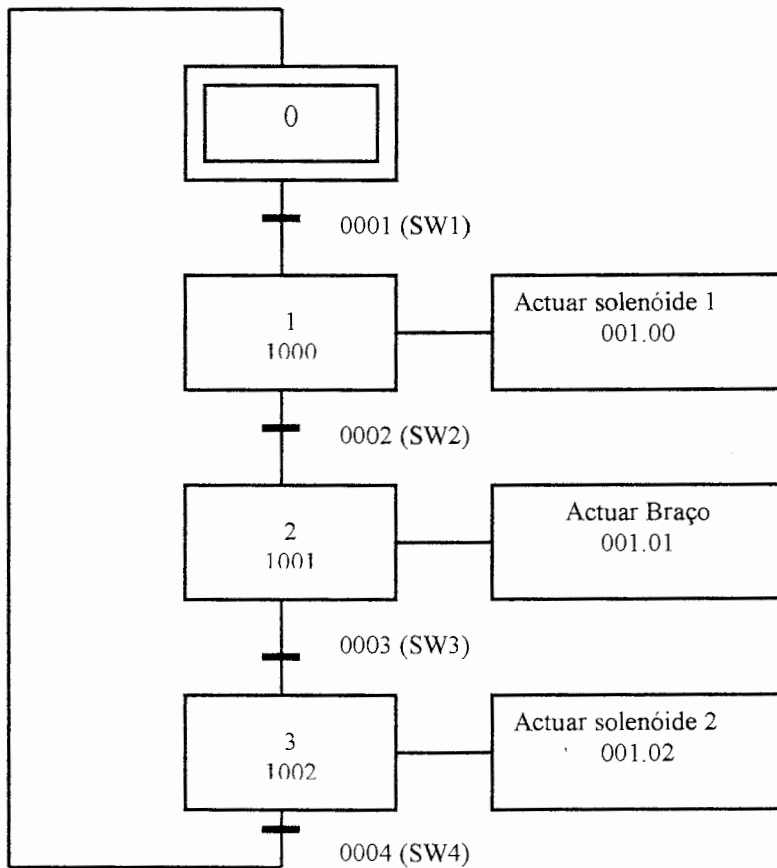 0
0001 (SW1)
1
1000
Actuar solenóide 1
001.00
0002 (SW2)
2
1001
Actuar Braço
001.01
0003 (SW3)
3
1002
Actuar solenóide 2
001.02
0004 (SW4)